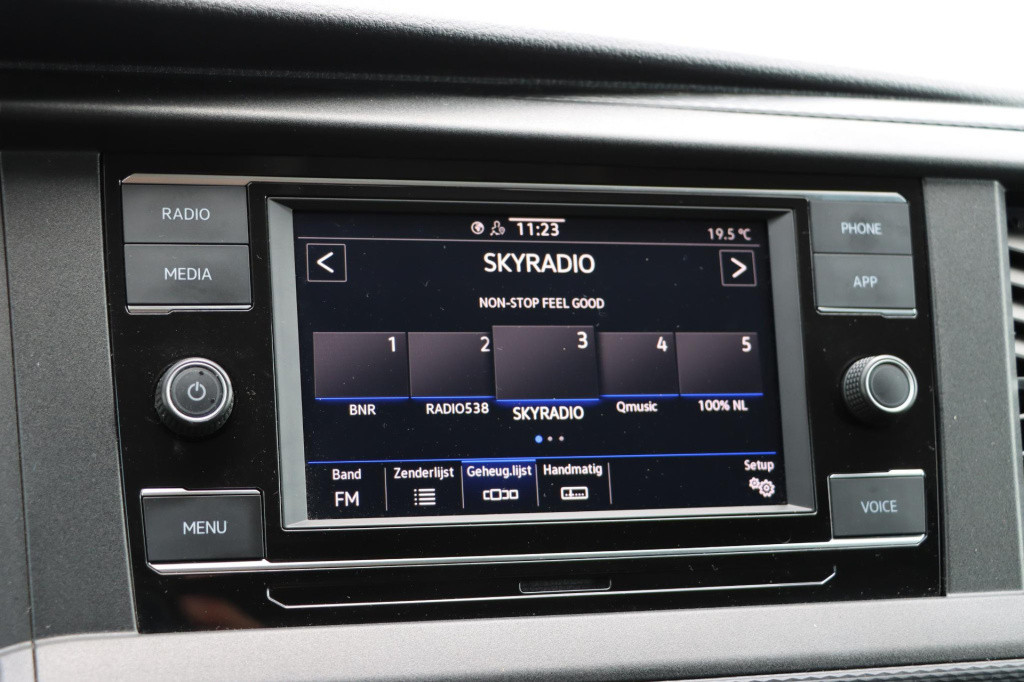 RADIO
MEDIA
MENU
11:23
19.5 °C
<
SKYRADIO
>
NON-STOP FEEL GOOD
1 2 3 4 5
BNR RADIO538 SKYRADIO Qmusic 100% NL
Band Zenderlijst Geheug.lijst Handmatig Setup
FM
PHONE
APP
VOICE